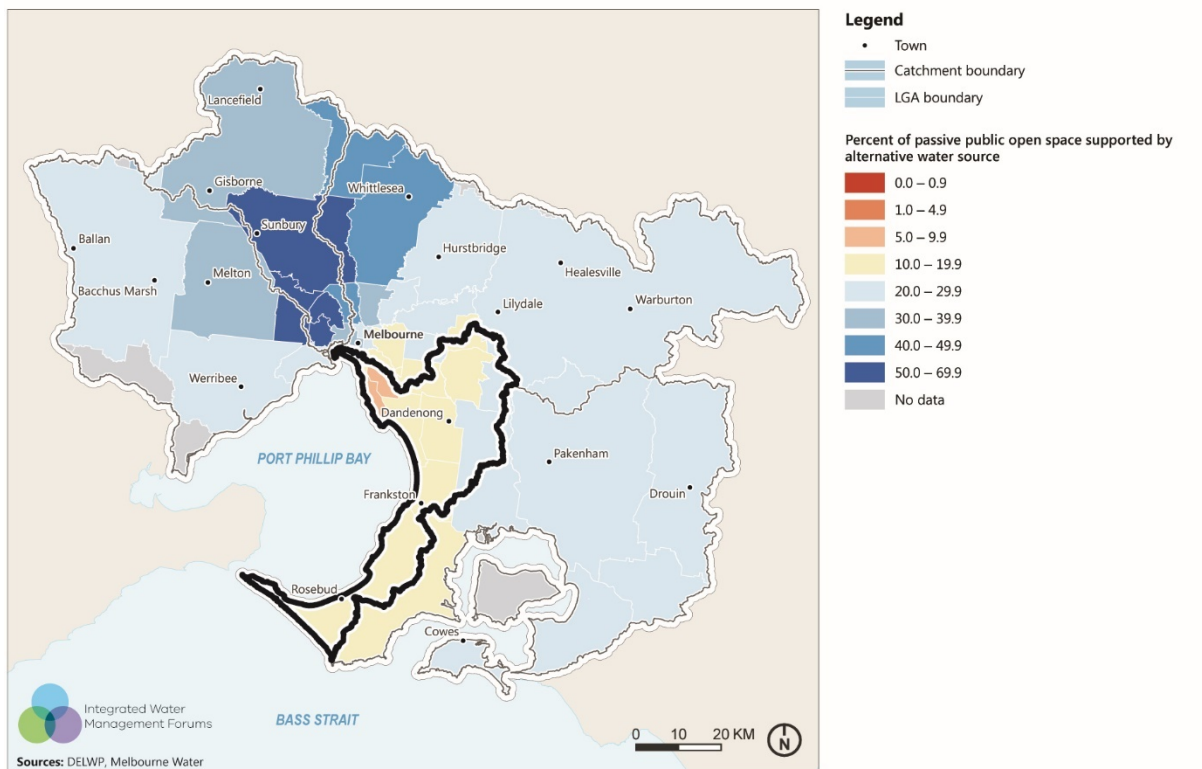 Lancefield
Gisborne
Whittlesea
Sunbury
Ballan
Hurstbridge
Melton
Healesville
Bacchus Marsh
Lilydale
Warburton
Melbourne
Werribee
Dandenong
PORT PHILLIP BAY
Pakenham
Frankston
Drouin
Rosebud
Cowes
BASS STRAIT
Integrated Water
Management Forums
0 10 20 KM
N
Sources: DELWP, Melbourne Water
Legend
Town
Catchment boundary
LGA boundary
Percent of passive public open space supported by
alternative water source
0.0 – 0.9
1.0 – 4.9
5.0 – 9.9
10.0 – 19.9
20.0 – 29.9
30.0 – 39.9
40.0 – 49.9
50.0 – 69.9
No data